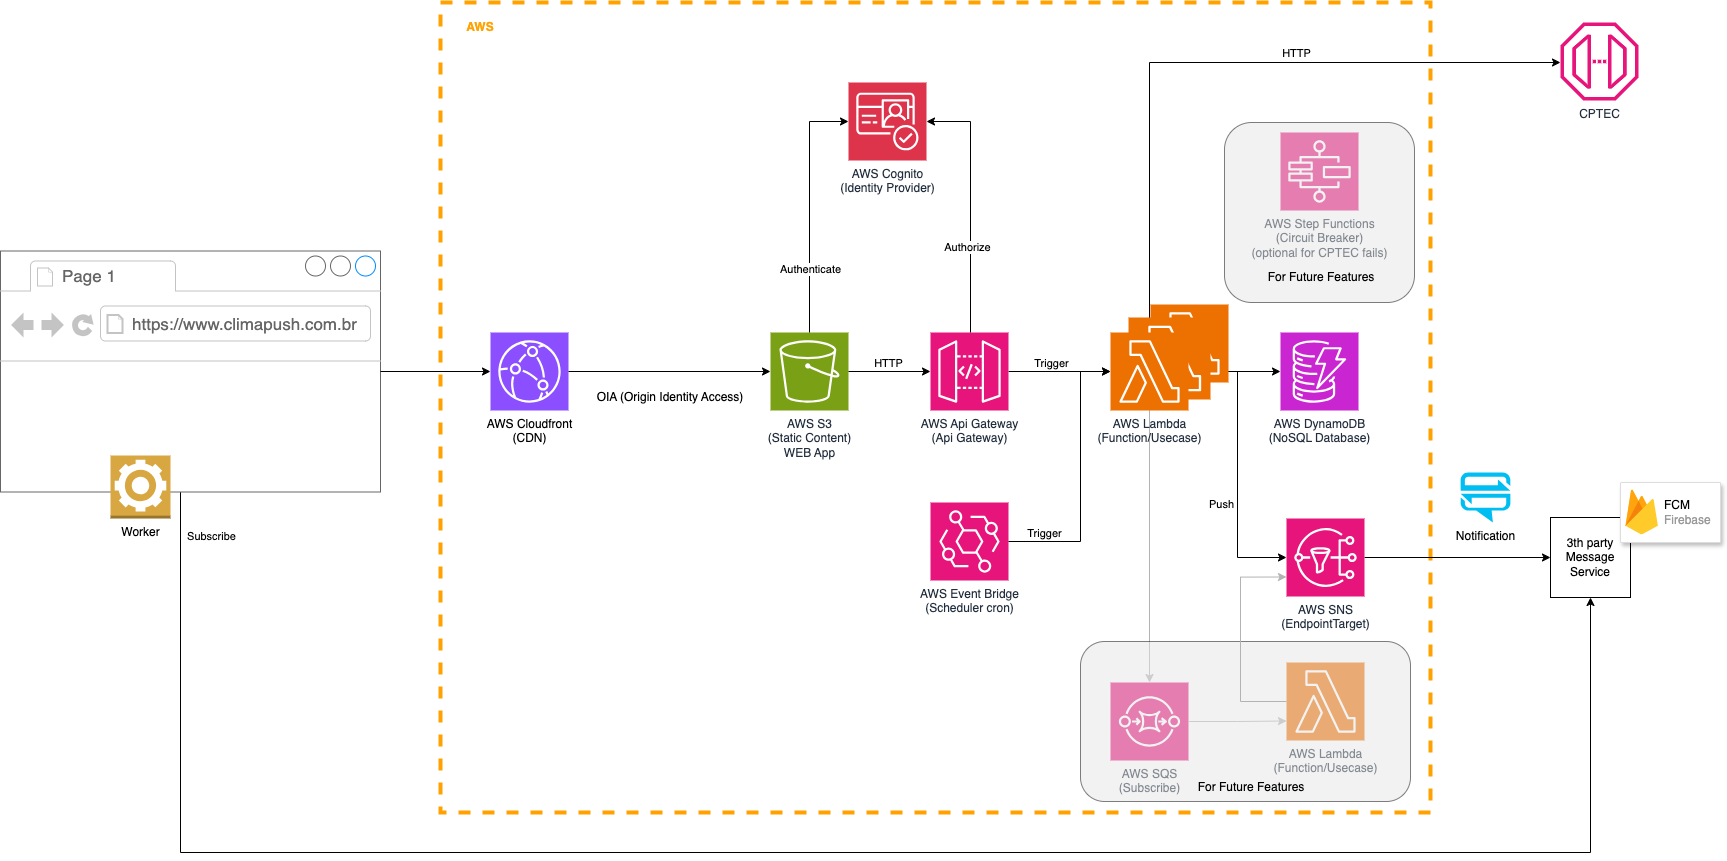 AWS
HTTP
CPTEC
AWS Cognito
(Identity Provider)
AWS Step Functions
(Circuit Breaker)
(optional for CPTEC fails)
For Future Features
Authorize
Authenticate
Page 1
https://www.climapush.com.br
HTTP
Trigger
OIA (Origin Identity Access)
AWS Cloudfront
(CDN)
AWS S3
(Static Content)
WEB App
AWS Api Gateway
(Api Gateway)
AWS Lambda
(Function/Usecase)
AWS DynamoDB
(NoSQL Database)
Worker
Subscribe
Push
Trigger
Notification
FCM
Firebase
3th party
Message
Service
AWS Event Bridge
(Scheduler cron)
AWS SNS
(EndpointTarget)
AWS SQS
(Subscribe)
AWS Lambda
(Function/Usecase)
For Future Features